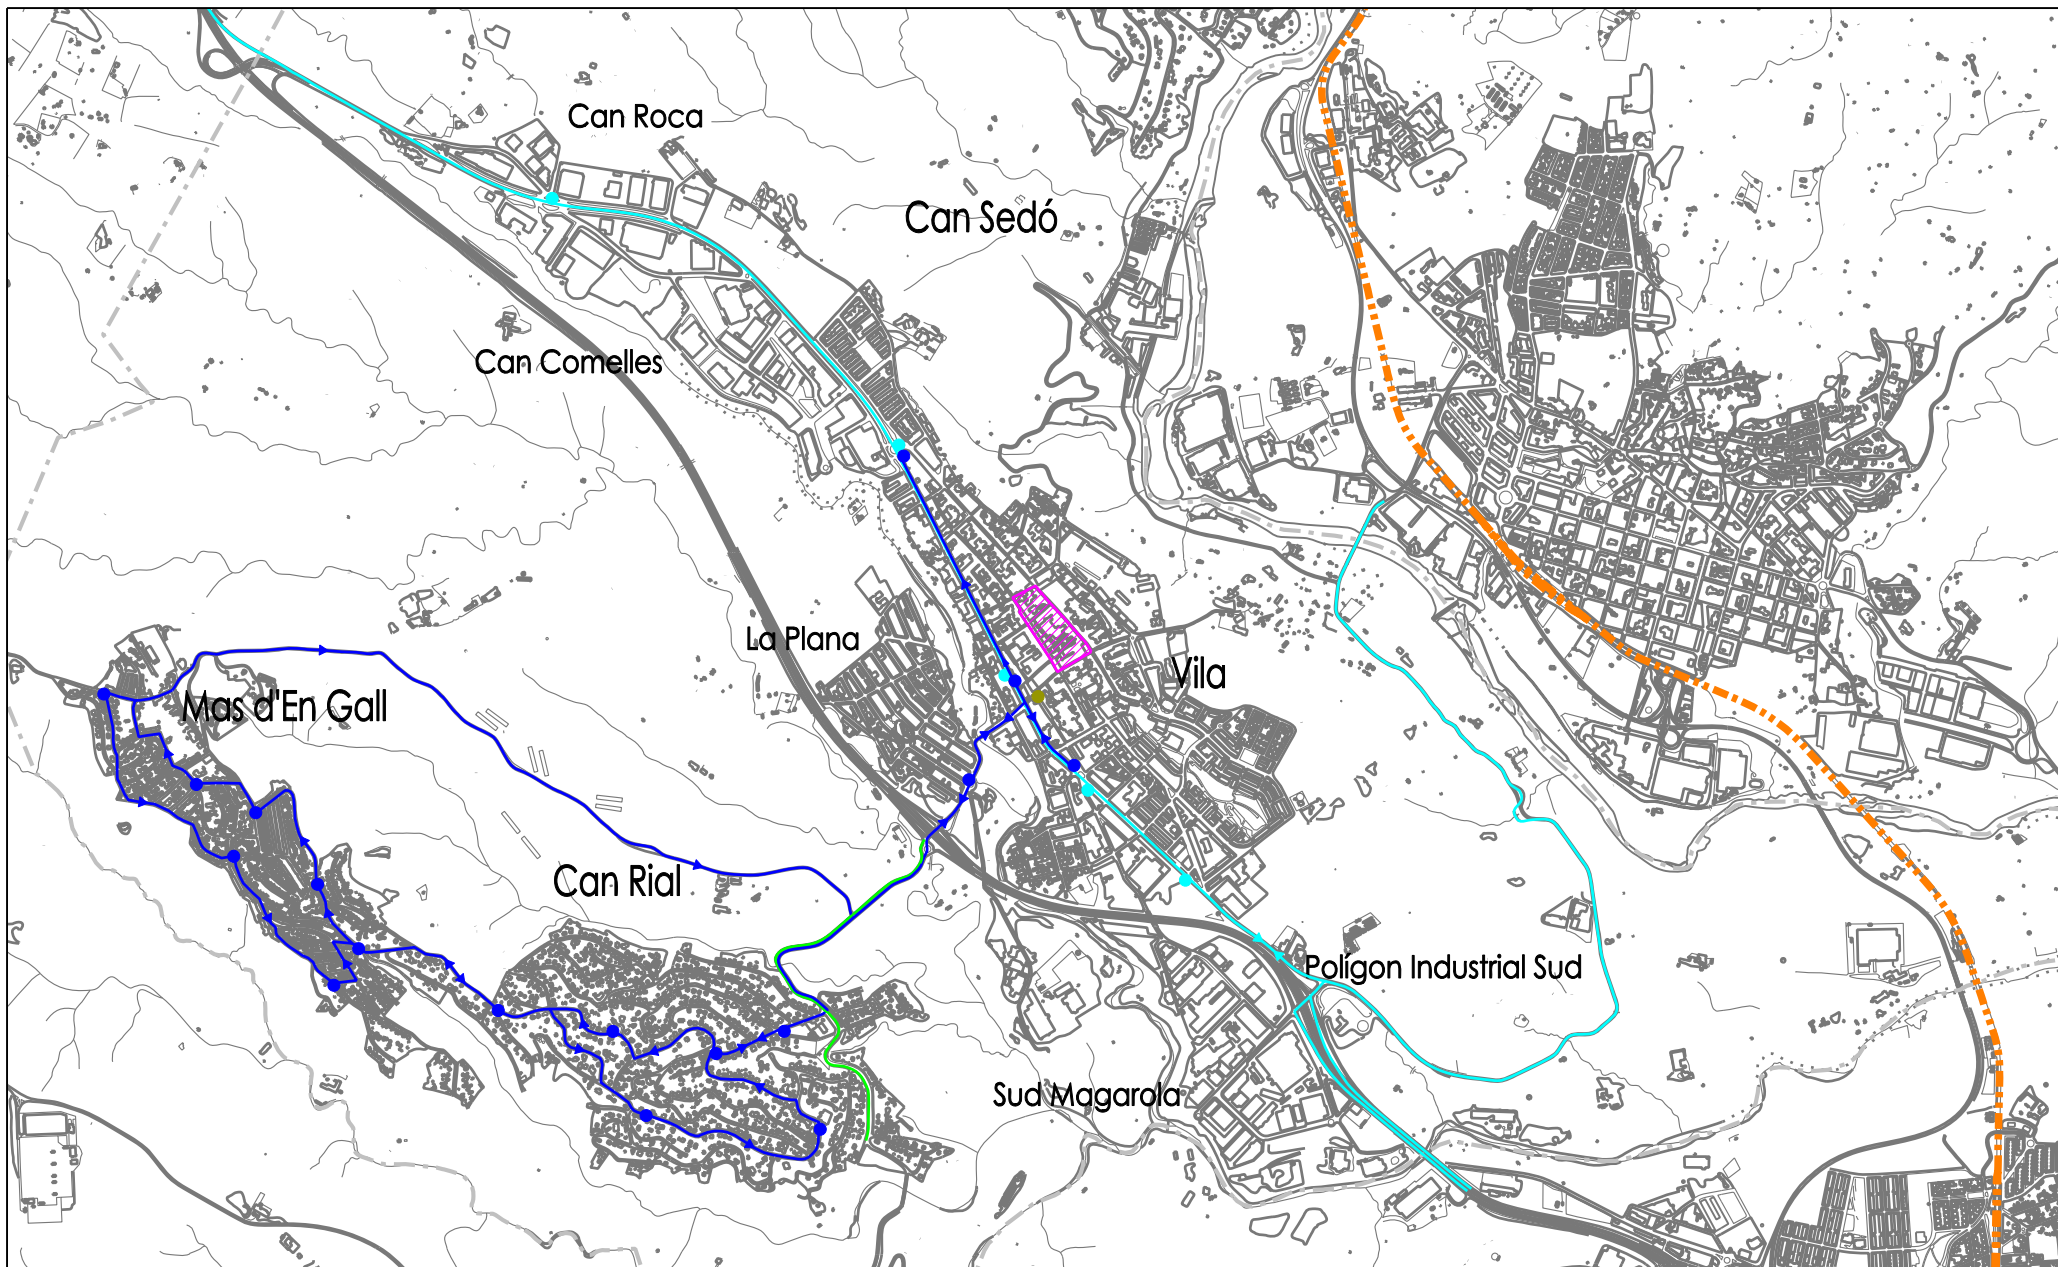 Can Roca
Can Sedó
Can Comelles
La Plana
Vila
Mas d'En Gall
Can Rial
Polígon Industrial Sud
Sud Magarola